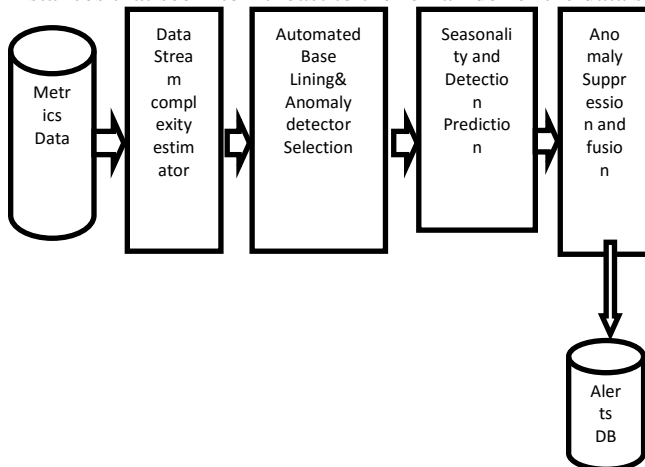 Metr
ics
Data
Data
Strea
m
compl
exity
estim
ator
Automated
Base
Lining&
Anomaly
detector
Selection
Seasonali
ty and
Detectio
n
Predictio
n
Ano
maly
Suppr
essio
n and
fusio
n
Aler
ts
DB